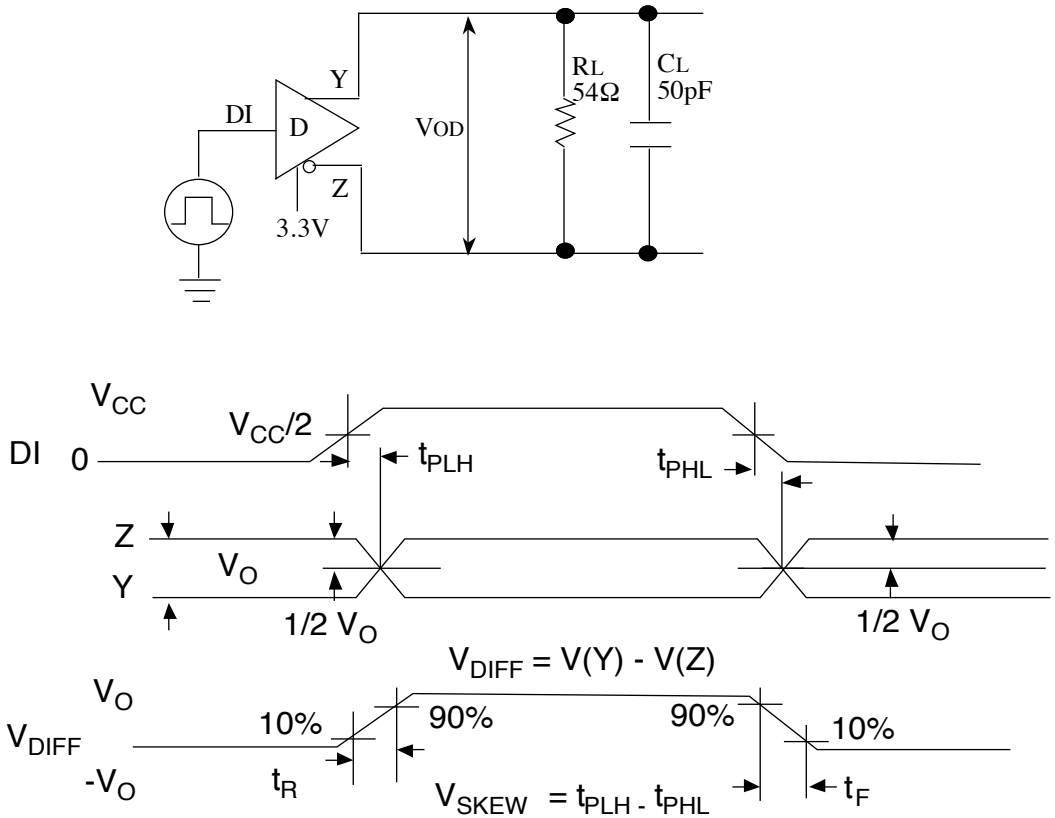 Y
DI
D
Z
3.3V
VOD
RL
54Ω
CL
50pF
VCC
VCC/2
DI 0
tPLH
tPHL
Z
VO
Y
1/2 VO
1/2 VO
VDIFF = V(Y) - V(Z)
VO
10%
90%
90%
10%
VDIFF
-VO
tR
tF
VSKEW = tPLH - tPHL